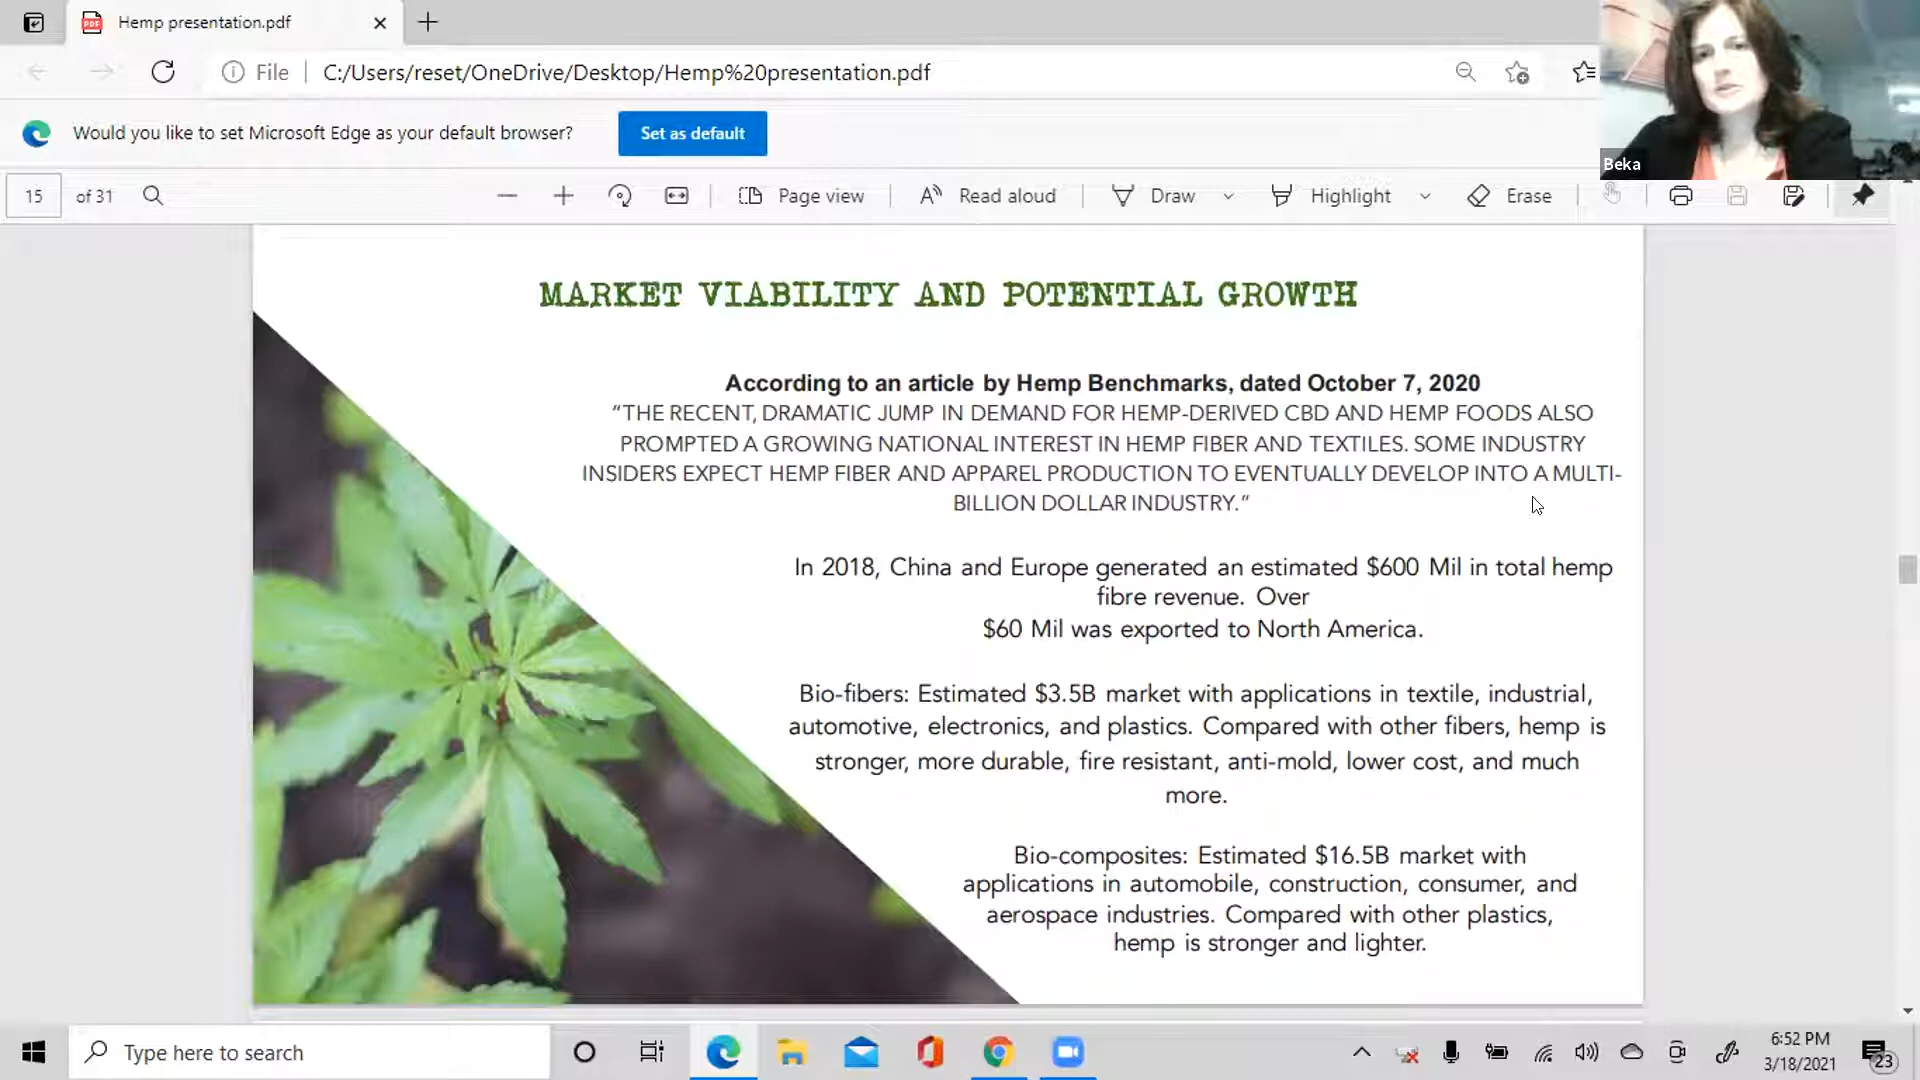 Hemp presentation.pdf
File
C:/Users/reset/OneDrive/Desktop/Hemp%20presentation.pdf
Would you like to set Microsoft Edge as your default browser?
Set as default
Beka
15 of 31
Page view
Read aloud
Draw
Highlight
Erase
MARKET VIABILITY AND POTENTIAL GROWTH
According to an article by Hemp Benchmarks, dated October 7, 2020
“THE RECENT, DRAMATIC JUMP IN DEMAND FOR HEMP-DERIVED CBD AND HEMP FOODS ALSO
PROMPTED A GROWING NATIONAL INTEREST IN HEMP FIBER AND TEXTILES. SOME INDUSTRY
INSIDERS EXPECT HEMP FIBER AND APPAREL PRODUCTION TO EVENTUALLY DEVELOP INTO A MULTI-
BILLION DOLLAR INDUSTRY.”
In 2018, China and Europe generated an estimated $600 Mil in total hemp
fibre revenue. Over
$60 Mil was exported to North America.
Bio-fibers: Estimated $3.5B market with applications in textile, industrial,
automotive, electronics, and plastics. Compared with other fibers, hemp is
stronger, more durable, fire resistant, anti-mold, lower cost, and much
more.
Bio-composites: Estimated $16.5B market with
applications in automobile, construction, consumer, and
aerospace industries. Compared with other plastics,
hemp is stronger and lighter.
Type here to search
6:52 PM
3/18/2021
23